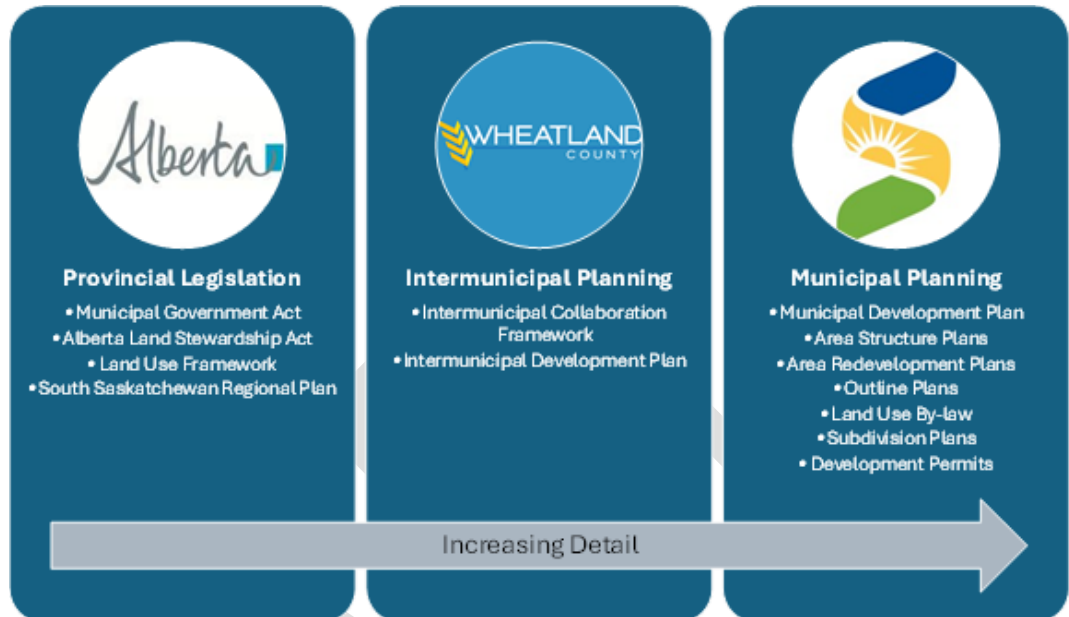 Alberta
Provincial Legislation
• Municipal Government Act
• Alberta Land Stewardship Act
• Land Use Framework
• South Saskatchewan Regional Plan
WHEATLAND
COUNTY
Intermunicipal Planning
• Intermunicipal Collaboration
Framework
• Intermunicipal Development Plan
Municipal Planning
• Municipal Development Plan
• Area Structure Plans
• Area Redevelopment Plans
• Outline Plans
• Land Use By-law
• Subdivision Plans
• Development Permits
Increasing Detail